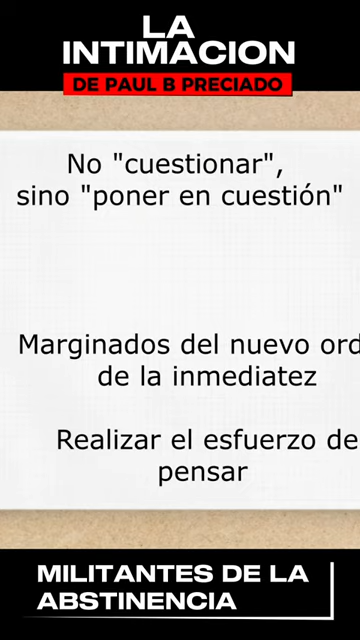 LA
INTIMACION
DE PAUL B PRECIADO
No "cuestionar",
sino "poner en cuestión"
Marginados del nuevo ord
de la inmediatez
Realizar el esfuerzo de
pensar
MILITANTES DE LA
ABSTINENCIA